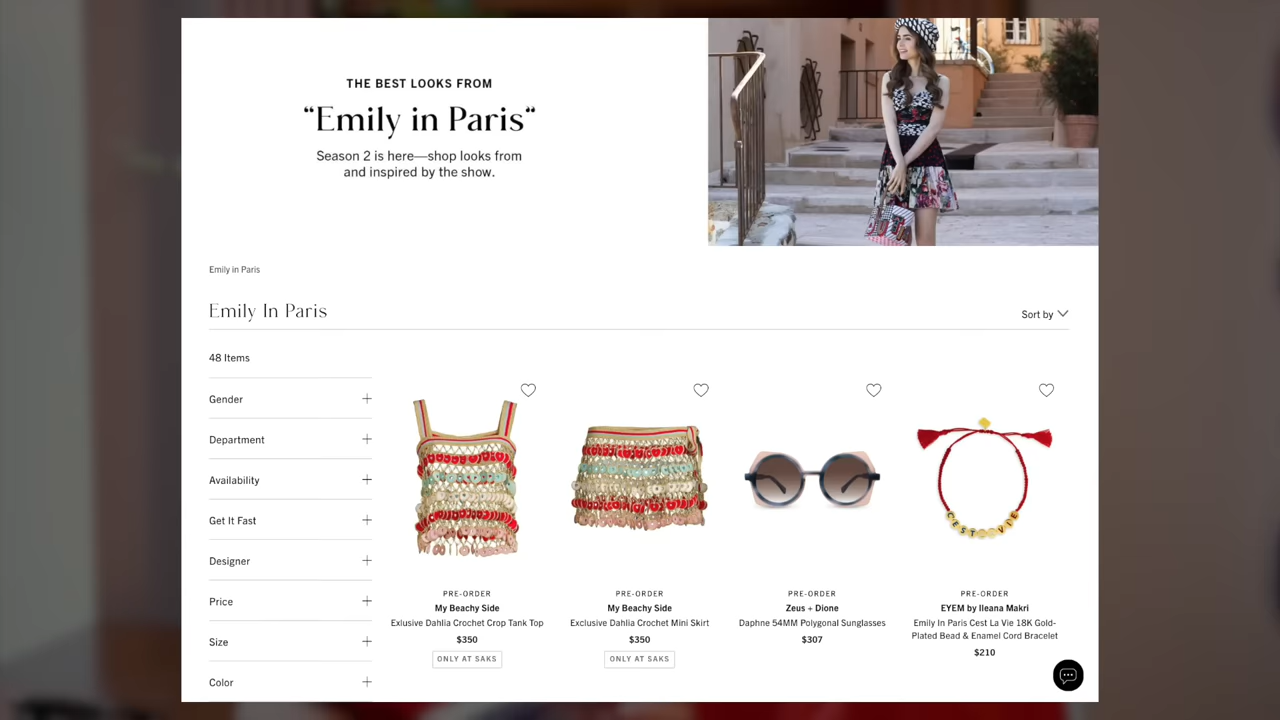 THE BEST LOOKS FROM
“Emily in Paris“
Season 2 is here—shop looks from
and inspired by the show.
Emily in Paris
Emily In Paris
Sort by
48 Items
Gender
Department
Availability
Get It Fast
Designer
Price
Size
Color
PRE-ORDER
My Beachy Side
Exlusive Dahlia Crochet Crop Tank Top
$350
ONLY AT SAKS
PRE-ORDER
My Beachy Side
Exclusive Dahlia Crochet Mini Skirt
$350
ONLY AT SAKS
PRE-ORDER
Zeus + Dione
Daphne 54MM Polygonal Sunglasses
$307
C'EST VIE
PRE-ORDER
EYEM by Ileana Makri
Emily In Paris Cest La Vie 18K Gold-
Plated Bead & Enamel Cord Bracelet
$210